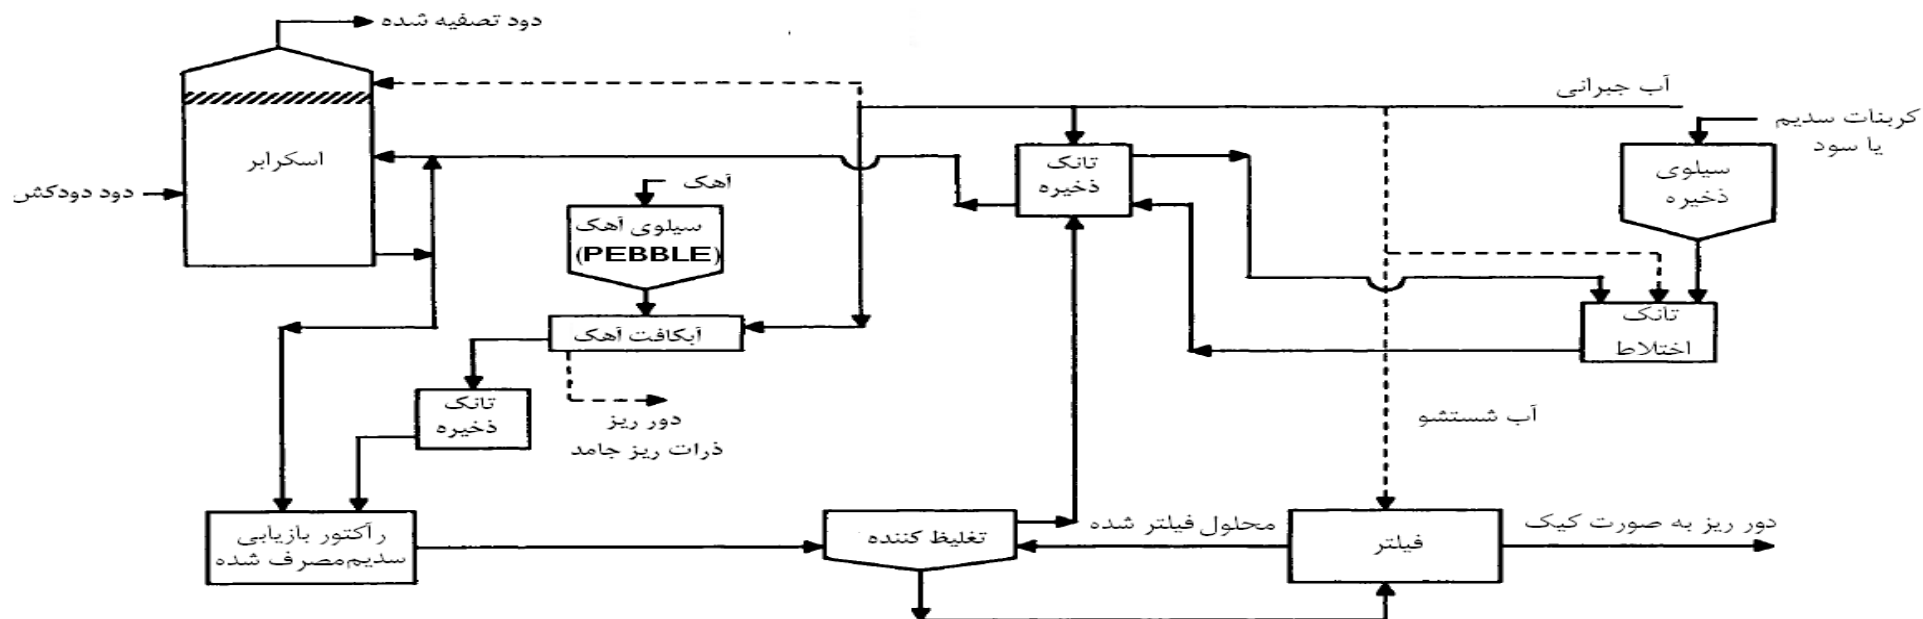 دود تصفیه شده
آب جبرانی
کربنات سدیم
یا سود
اسکرابر
تانک
ذخیره
سیلوی
ذخیره
دود دودکش
آهک
سیلوی آهک
(PEBBLE)
آبکافت آهک
تانک
اختلاط
تانک
ذخیره
دور ریز
ذرات ریز جامد
آب شستشو
رآکتور بازیابی
سدیم مصرف شده
تغلیظ کننده
محلول فیلتر شده
فیلتر
دور ریز به صورت کیک